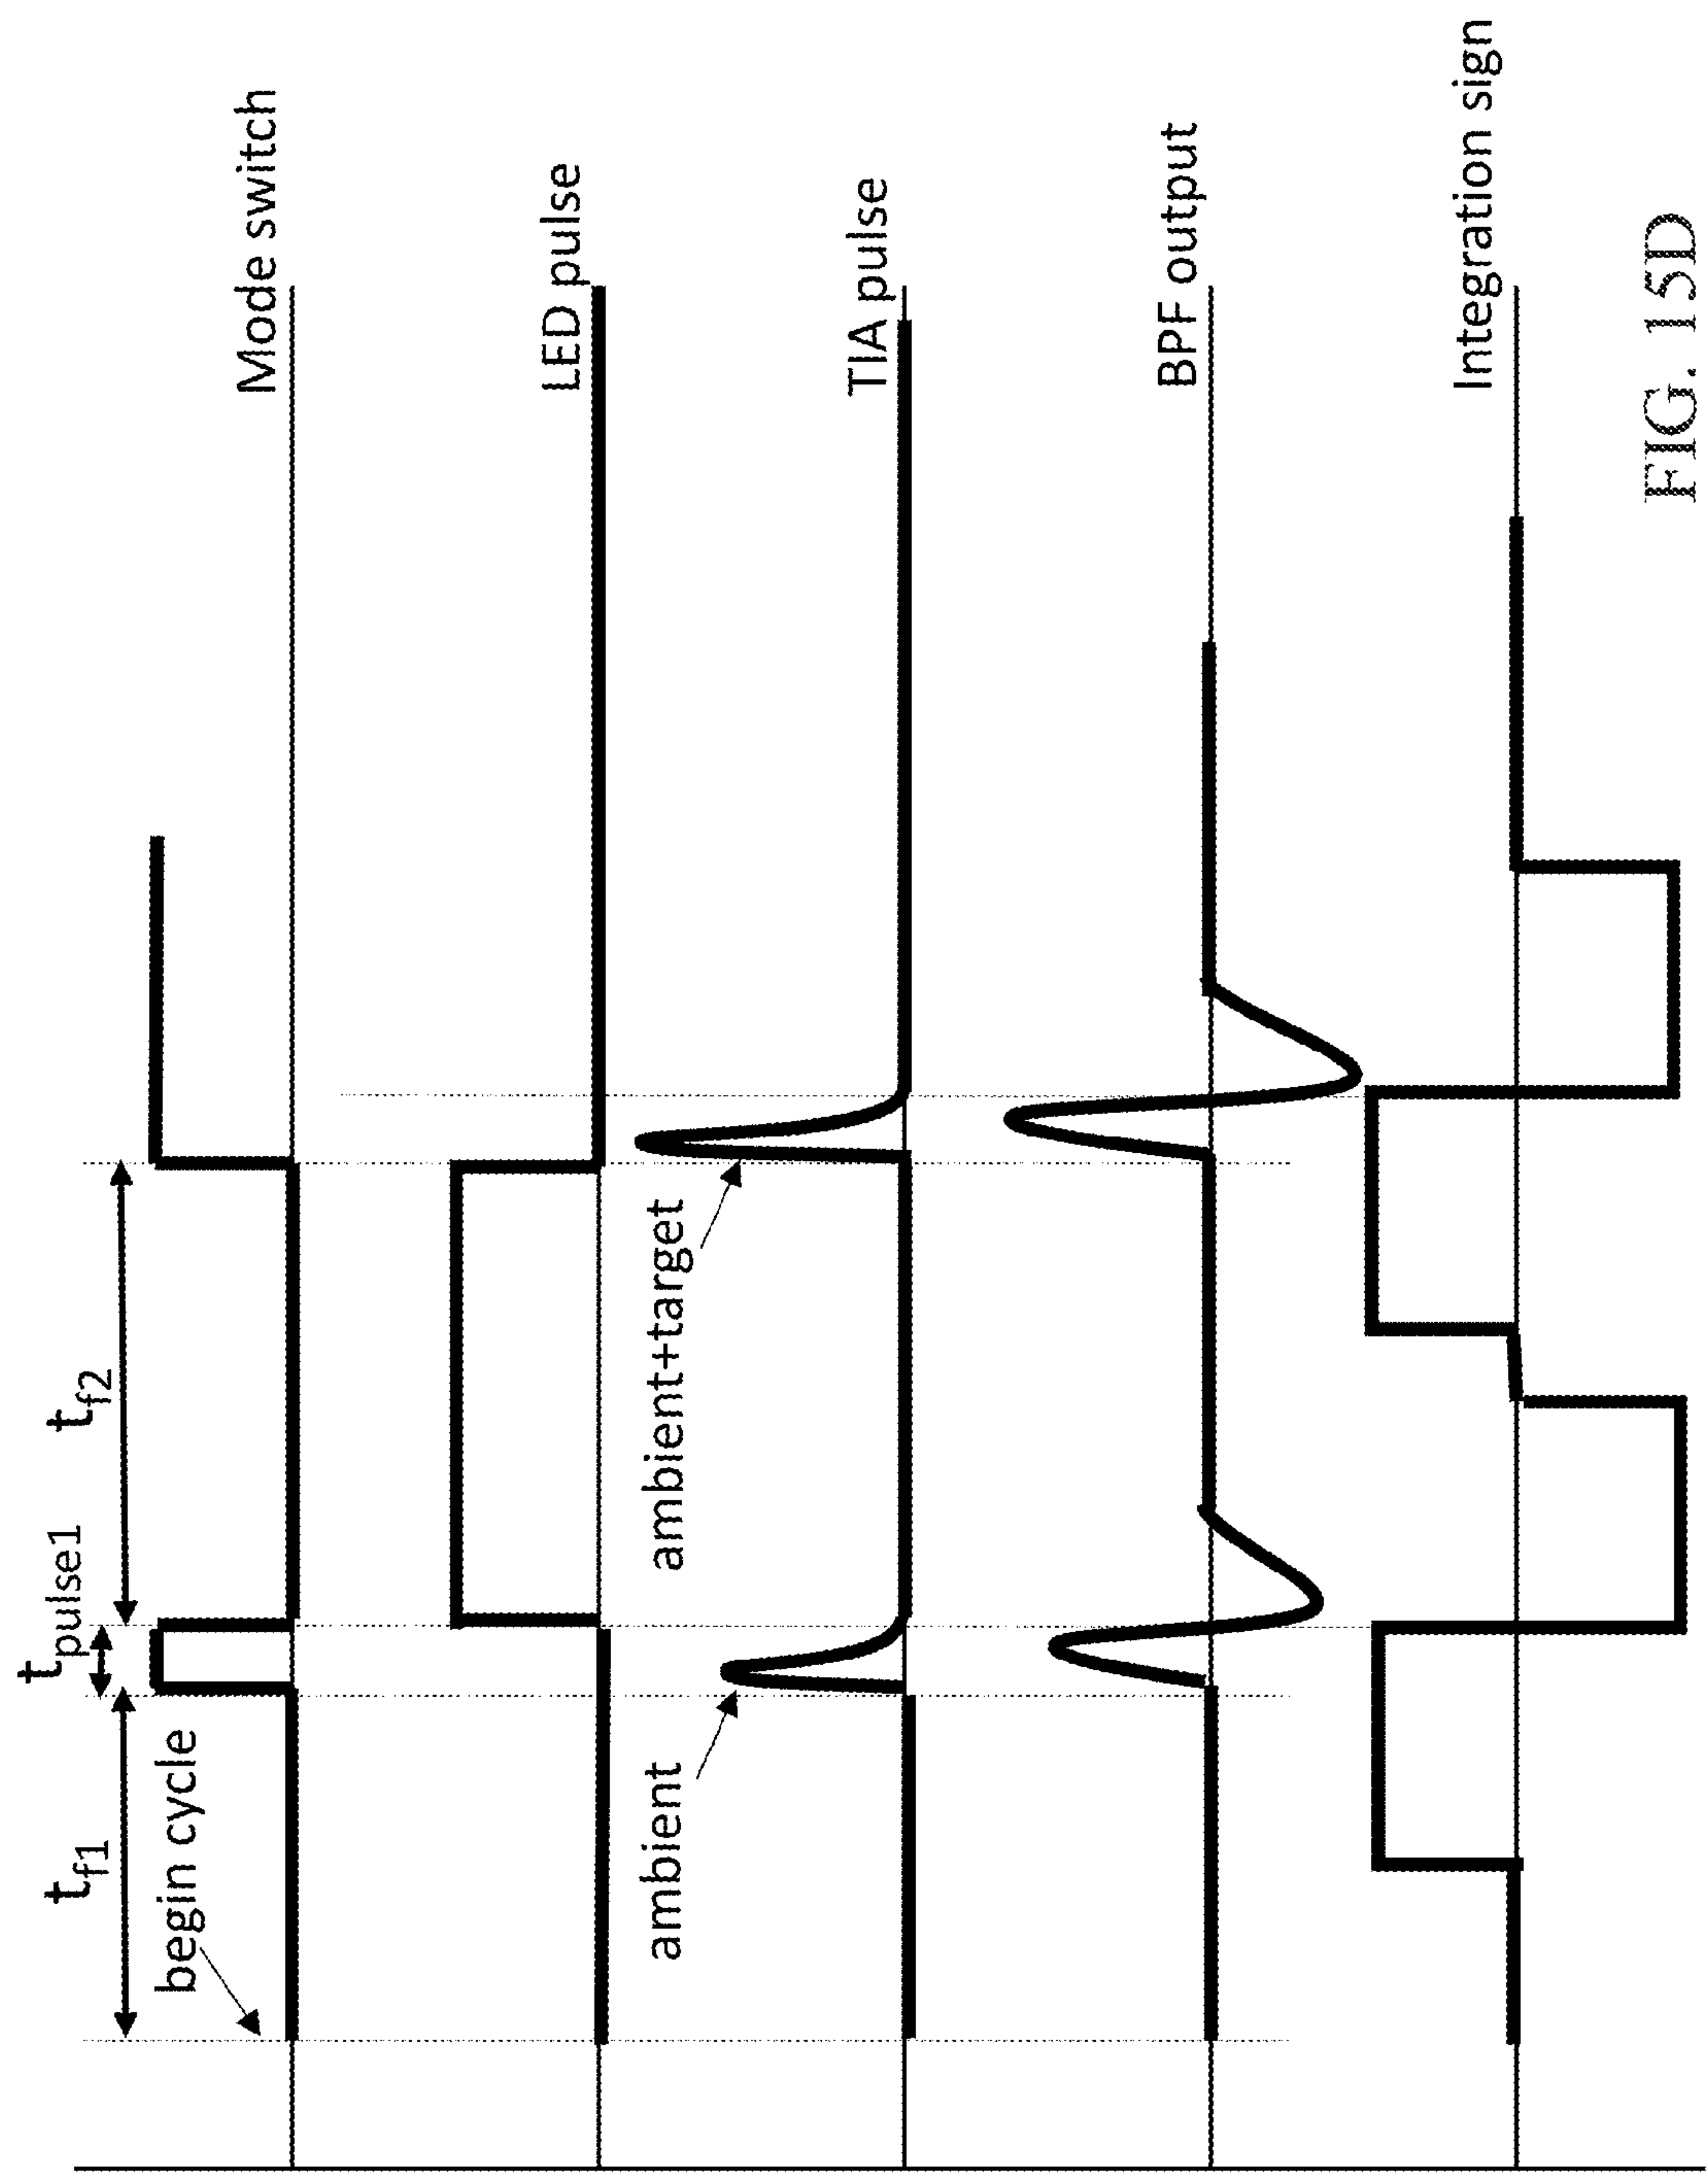 t_f1
t_pulse1
t_f2
begin cycle
Mode switch
LED pulse
ambient
ambient+target
TIA pulse
BPF output
Integration sign
FIG. 15D